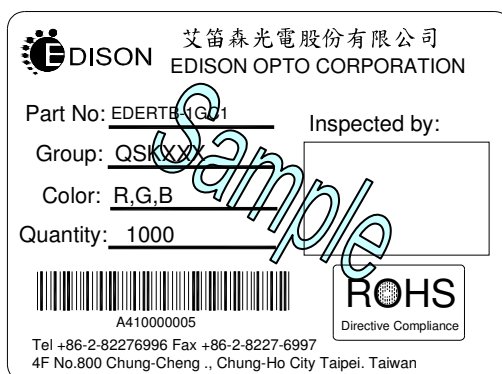 EDISON
艾笛森光電股份有限公司
EDISON OPTO CORPORATION
Part No: EDERTB-1GC1
Group: QSKXXX
Color: R,G,B
Quantity: 1000
Inspected by:
Sample
A410000005
ROHS
Directive Compliance
Tel +86-2-82276996 Fax +86-2-8227-6997
4F No.800 Chung-Cheng ., Chung-Ho City Taipei. Taiwan